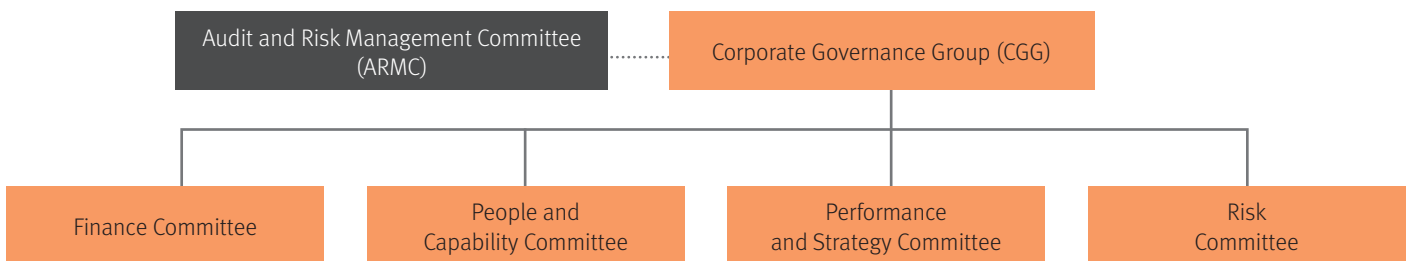 Audit and Risk Management Committee
(ARMC)
Corporate Governance Group (CGG)
Finance Committee
People and
Capability Committee
Performance
and Strategy Committee
Risk
Committee